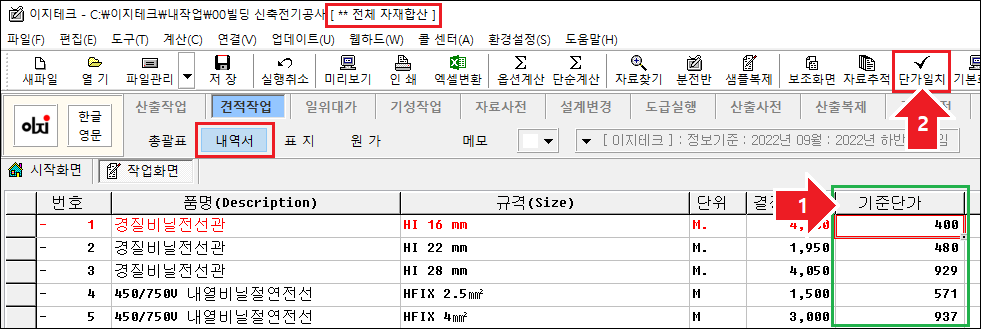 이지테크 - C:₩이지테크₩내작업₩00빌딩 신축전기공사 [ ** 전체 자재합산 ]
파일(F) 편집(E) 도구(T) 계산(C) 연결(V) 업데이트(U) 웹하드(W) 콜 센터(A) 환경설정(S) 도움말(H)
새파일 열 기 파일관리 저 장 실행취소 미리보기 인 쇄 엑셀변환 옵션계산 단순계산 자료찾기 분전반 샘플복제 보조화면 자료추적 단가일치 기본
olxi 한글 영문
산출작업 견적작업 일위대가 기성작업 자료사전 설계변경 도급실행 산출사전 산출복제
2
총괄표 내역서 표 지 원 가 메모 [ 이지테크 ] : 정보기준 : 2022년 09월 : 2022년 하반
시작화면 작업화면
번호 품명(Description) 규격(Size) 단위 1 기준단가
- 1 경질비닐전선관 HI 16 mm M. 400
- 2 경질비닐전선관 HI 22 mm M. 1,950 480
- 3 경질비닐전선관 HI 28 mm M. 4,050 929
- 4 450/750V 내열비닐절연전선 HFIX 2.5㎟ M 1,500 571
- 5 450/750V 내열비닐절연전선 HFIX 4㎟ M 3,000 937